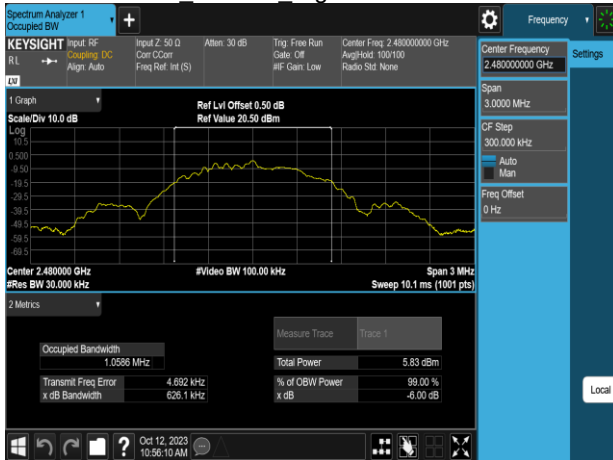 Spectrum Analyzer 1
Occupied BW
Frequency
KEYSIGHT Input: RF Input Z: 50 Ω Atten: 30 dB Trig: Free Run Center Freq: 2.480000000 GHz
RL Coupling: DC Corr CCorr Gate: Off Avg|Hold: 100/100
Align: Auto Freq Ref: Int (S) #IF Gain: Low Radio Std: None
LXI
Center Frequency
2.480000000 GHz
Settings
Span
3.0000 MHz
CF Step
300.000 kHz
Auto
Man
Freq Offset
0 Hz
1 Graph
Ref Lvl Offset 0.50 dB
Scale/Div 10.0 dB Ref Value 20.50 dBm
Log
10.5
0.500
-9.50
-19.5
-29.5
-39.5
-49.5
-59.5
-69.5
Center 2.480000 GHz #Video BW 100.00 kHz Span 3 MHz
#Res BW 30.000 kHz Sweep 10.1 ms (1001 pts)
2 Metrics
Measure Trace Trace 1
Occupied Bandwidth
1.0586 MHz
Total Power 5.83 dBm
Transmit Freq Error 4.692 kHz % of OBW Power 99.00 %
x dB Bandwidth 626.1 kHz x dB -6.00 dB
Local
? Oct 12, 2023
10:56:10 AM